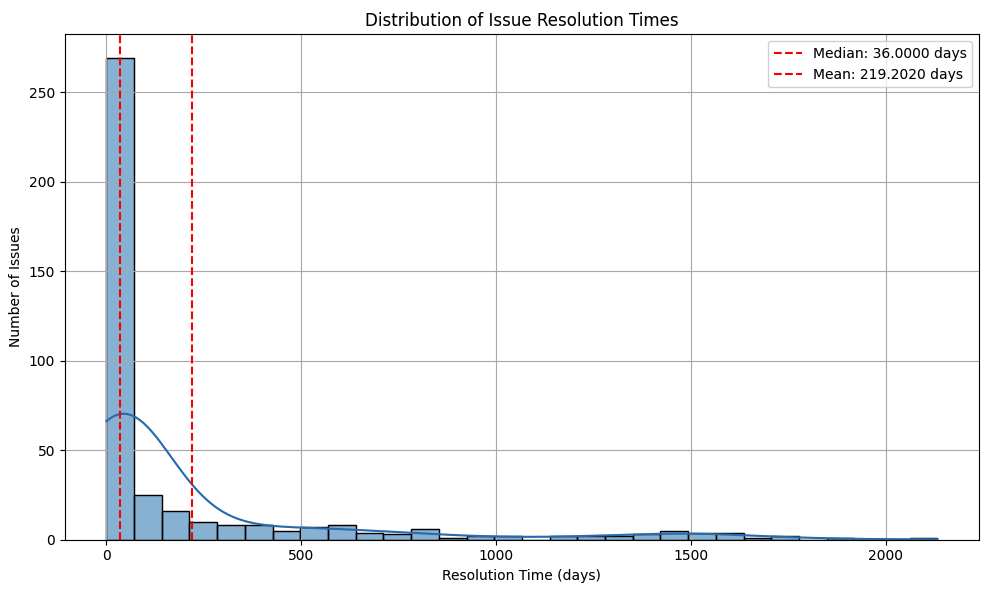 Distribution of Issue Resolution Times
Median: 36.0000 days
Mean: 219.2020 days
Number of Issues
250
200
150
100
50
0
0
500
1000
1500
2000
Resolution Time (days)